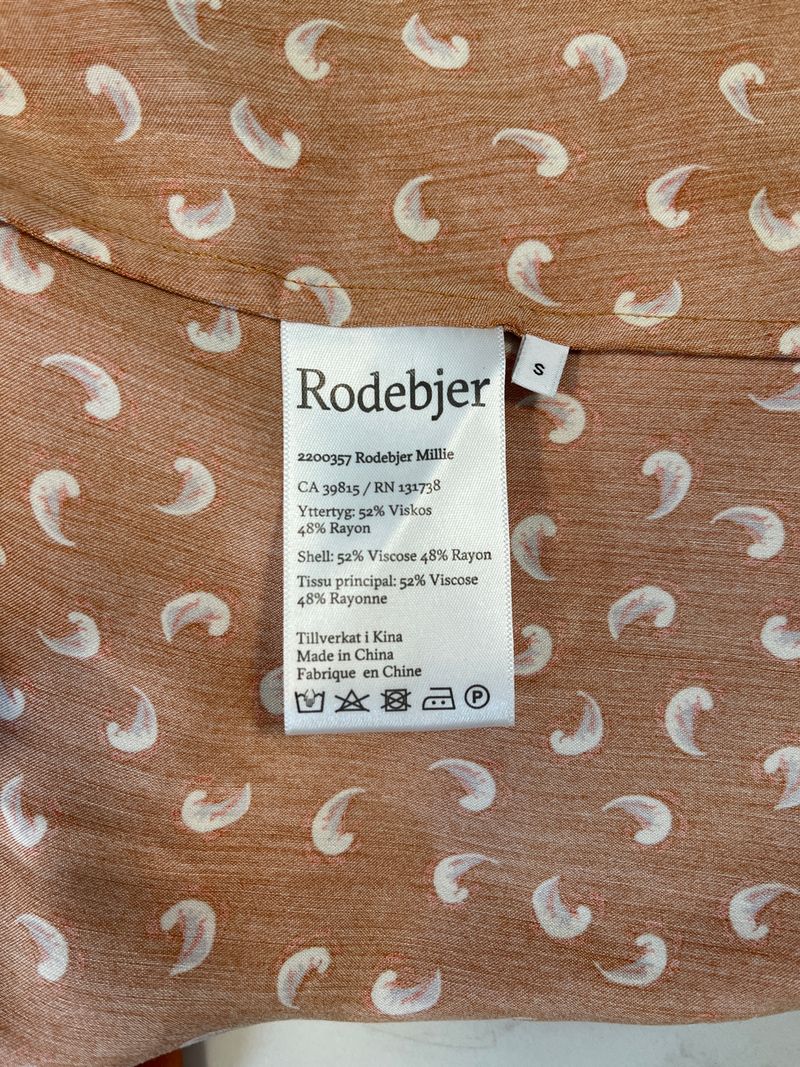 Rodebjer
S
2200357 Rodebjer Millie
CA 39815 / RN 131738
Yttertyg: 52% Viskos
48% Rayon
Shell: 52% Viscose 48% Rayon
Tissu principal: 52% Viscose
48% Rayonne
Tillverkat i Kina
Made in China
Fabrique en Chine
P